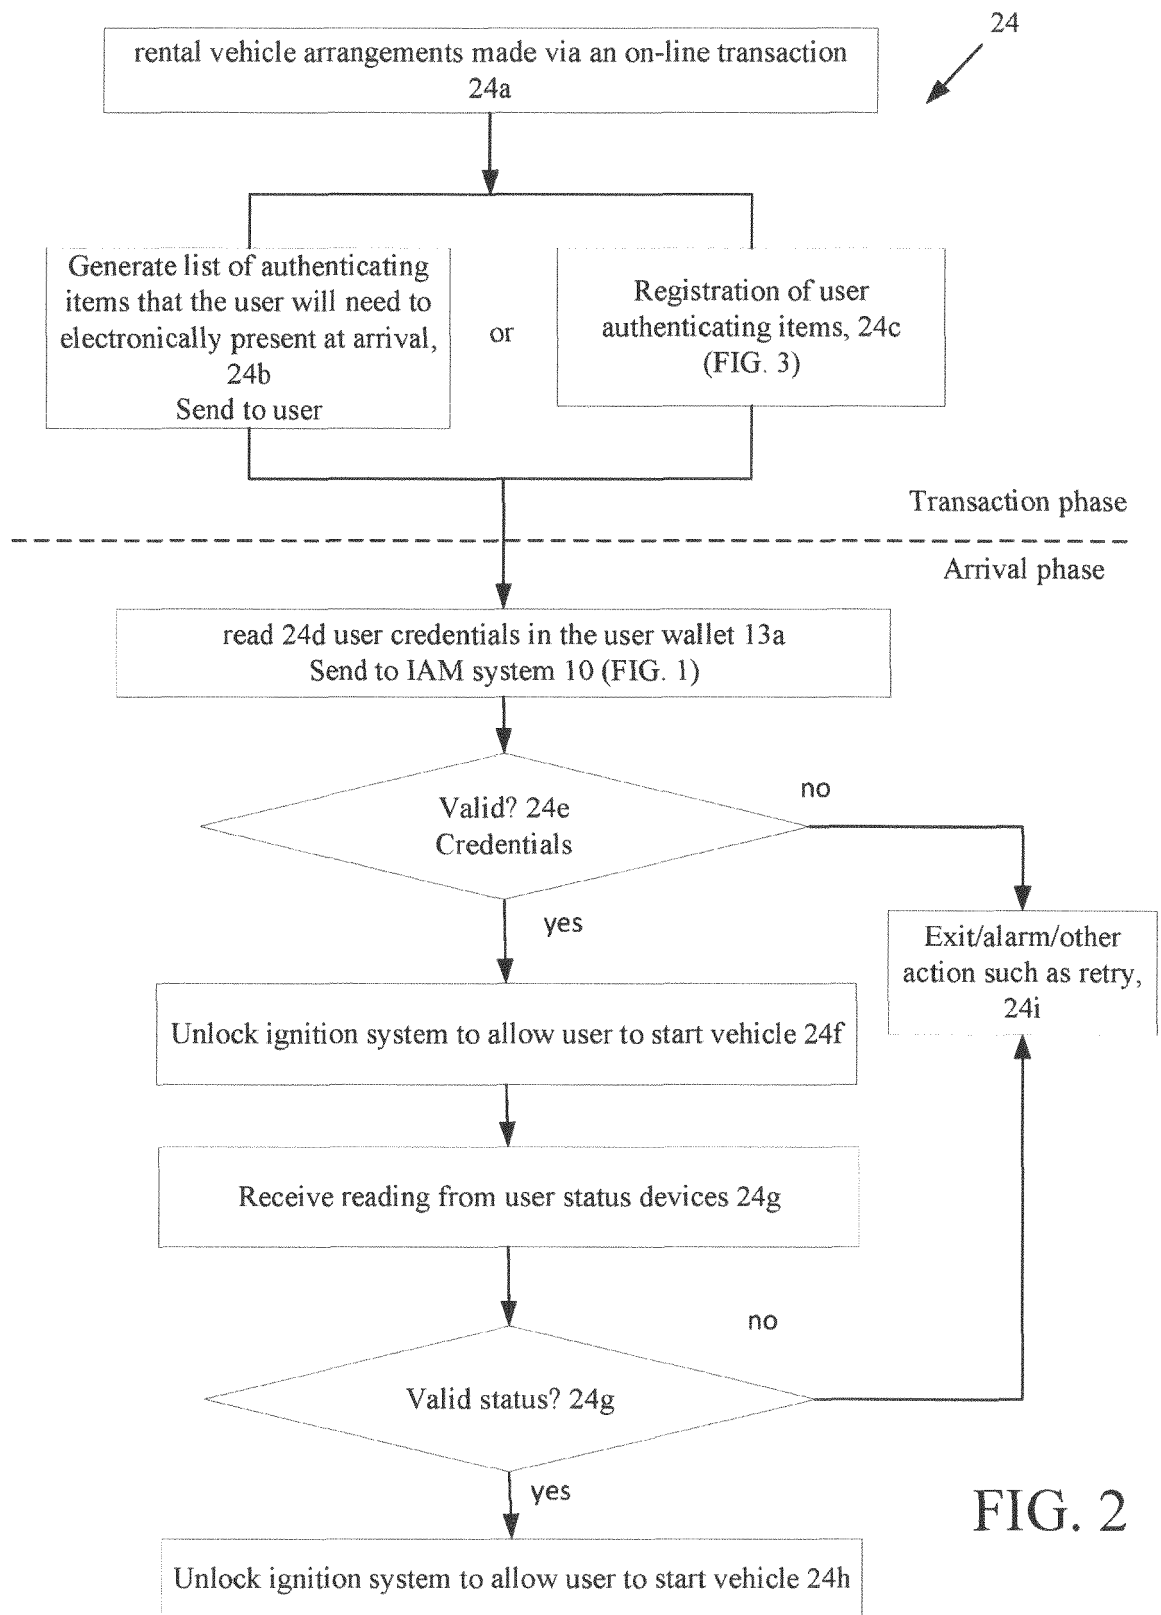 24
rental vehicle arrangements made via an on-line transaction
24a
Generate list of authenticating
items that the user will need to
electronically present at arrival,
24b
Send to user
or
Registration of user
authenticating items, 24c
(FIG. 3)
Transaction phase
Arrival phase
read 24d user credentials in the user wallet 13a
Send to IAM system 10 (FIG. 1)
Valid? 24e
Credentials
no
yes
Exit/alarm/other
action such as retry,
24i
Unlock ignition system to allow user to start vehicle 24f
Receive reading from user status devices 24g
no
Valid status? 24g
yes
FIG. 2
Unlock ignition system to allow user to start vehicle 24h